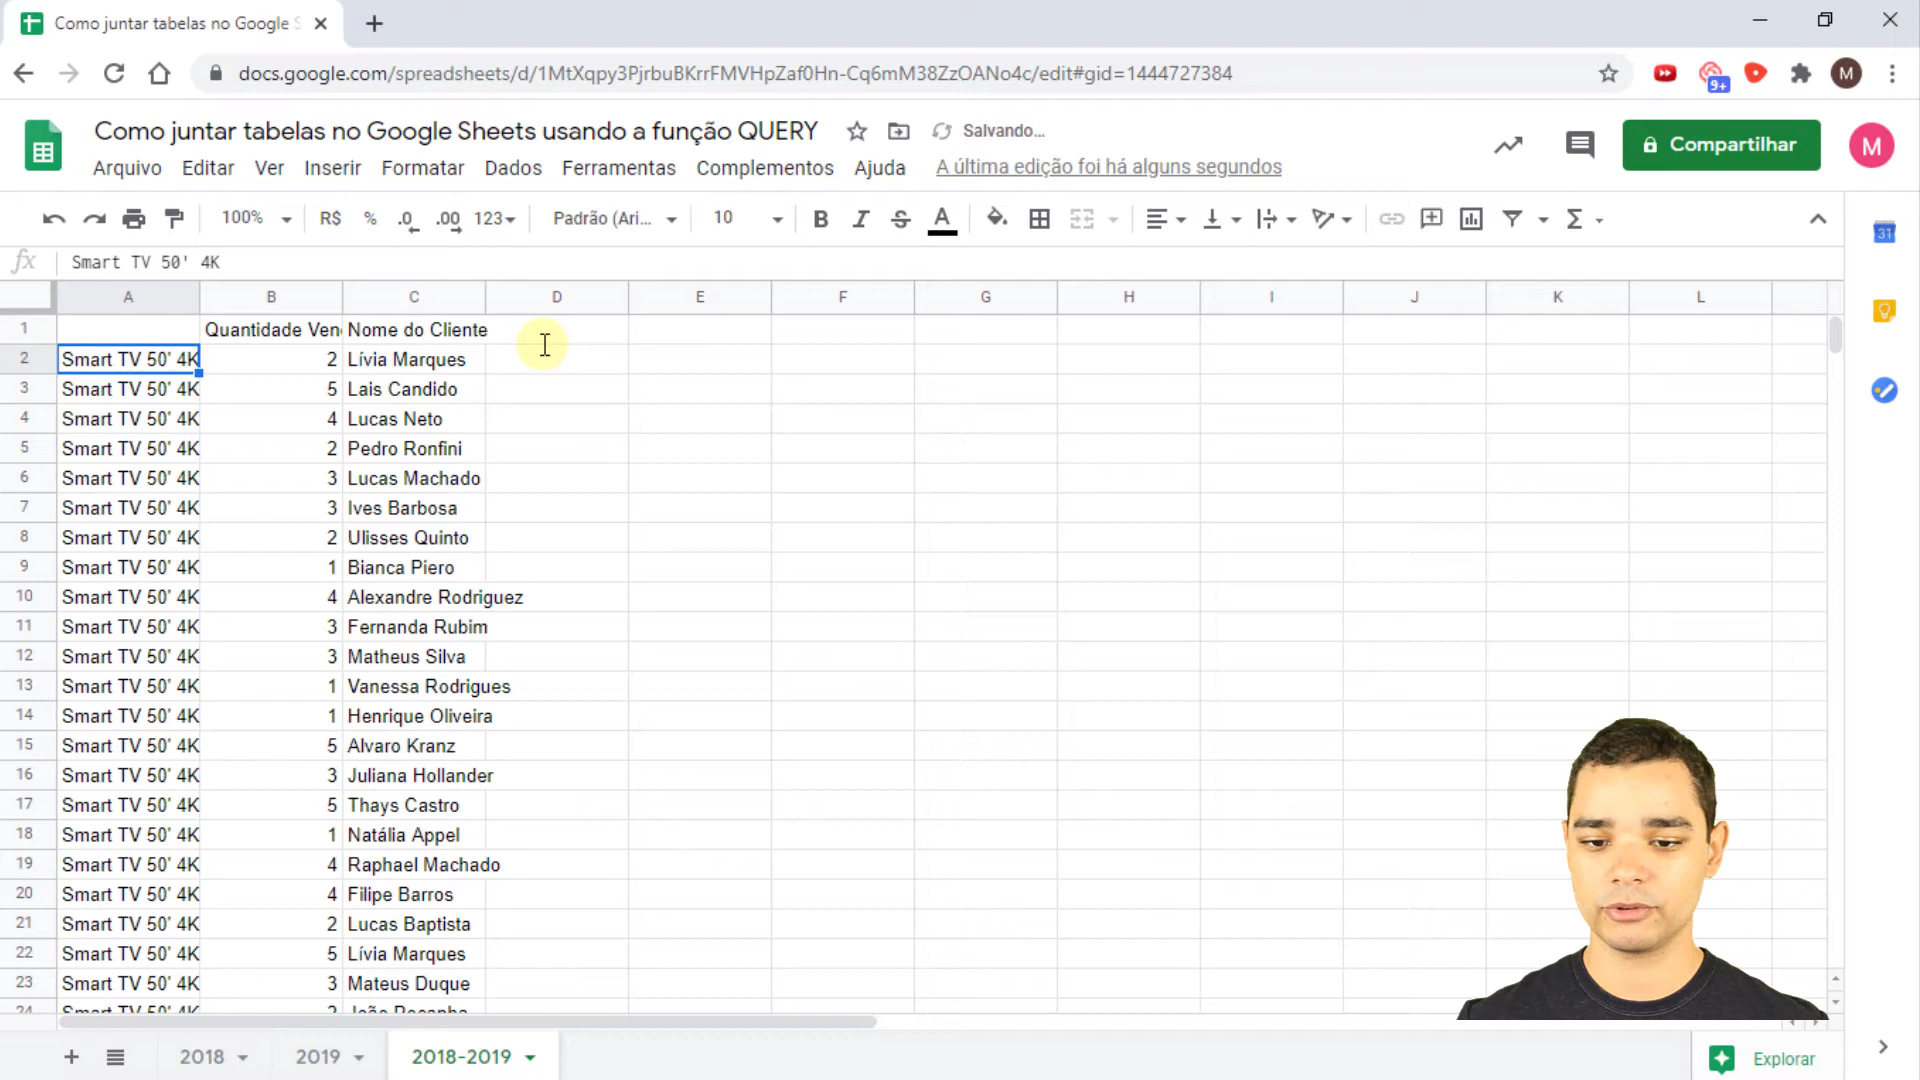 Como juntar tabelas no Google S
docs.google.com/spreadsheets/d/1MtXqpy3PjrbuBKrrFMVHpZaf0Hn-Cq6mM38ZzOANo4c/edit#gid=1444727384
9+
M
Como juntar tabelas no Google Sheets usando a função QUERY
Salvando...
Arquivo Editar Ver Inserir Formatar Dados Ferramentas Complementos Ajuda
A última edição foi há alguns segundos
Compartilhar
M
100% R$ % .0 .00 123 Padrão (Ari... 10 B I S A Σ
31
fx Smart TV 50' 4K
A B C D E F G H I J K L
1 Quantidade Ven Nome do Cliente
2 Smart TV 50' 4K 2 Lívia Marques
3 Smart TV 50' 4K 5 Lais Candido
4 Smart TV 50' 4K 4 Lucas Neto
5 Smart TV 50' 4K 2 Pedro Ronfini
6 Smart TV 50' 4K 3 Lucas Machado
7 Smart TV 50' 4K 3 Ives Barbosa
8 Smart TV 50' 4K 2 Ulisses Quinto
9 Smart TV 50' 4K 1 Bianca Piero
10 Smart TV 50' 4K 4 Alexandre Rodriguez
11 Smart TV 50' 4K 3 Fernanda Rubim
12 Smart TV 50' 4K 3 Matheus Silva
13 Smart TV 50' 4K 1 Vanessa Rodrigues
14 Smart TV 50' 4K 1 Henrique Oliveira
15 Smart TV 50' 4K 5 Alvaro Kranz
16 Smart TV 50' 4K 3 Juliana Hollander
17 Smart TV 50' 4K 5 Thays Castro
18 Smart TV 50' 4K 1 Natália Appel
19 Smart TV 50' 4K 4 Raphael Machado
20 Smart TV 50' 4K 4 Filipe Barros
21 Smart TV 50' 4K 2 Lucas Baptista
22 Smart TV 50' 4K 5 Lívia Marques
23 Smart TV 50' 4K 3 Mateus Duque
24 Smart TV 50' 4K 2 João
2018 2019 2018-2019
Explorar